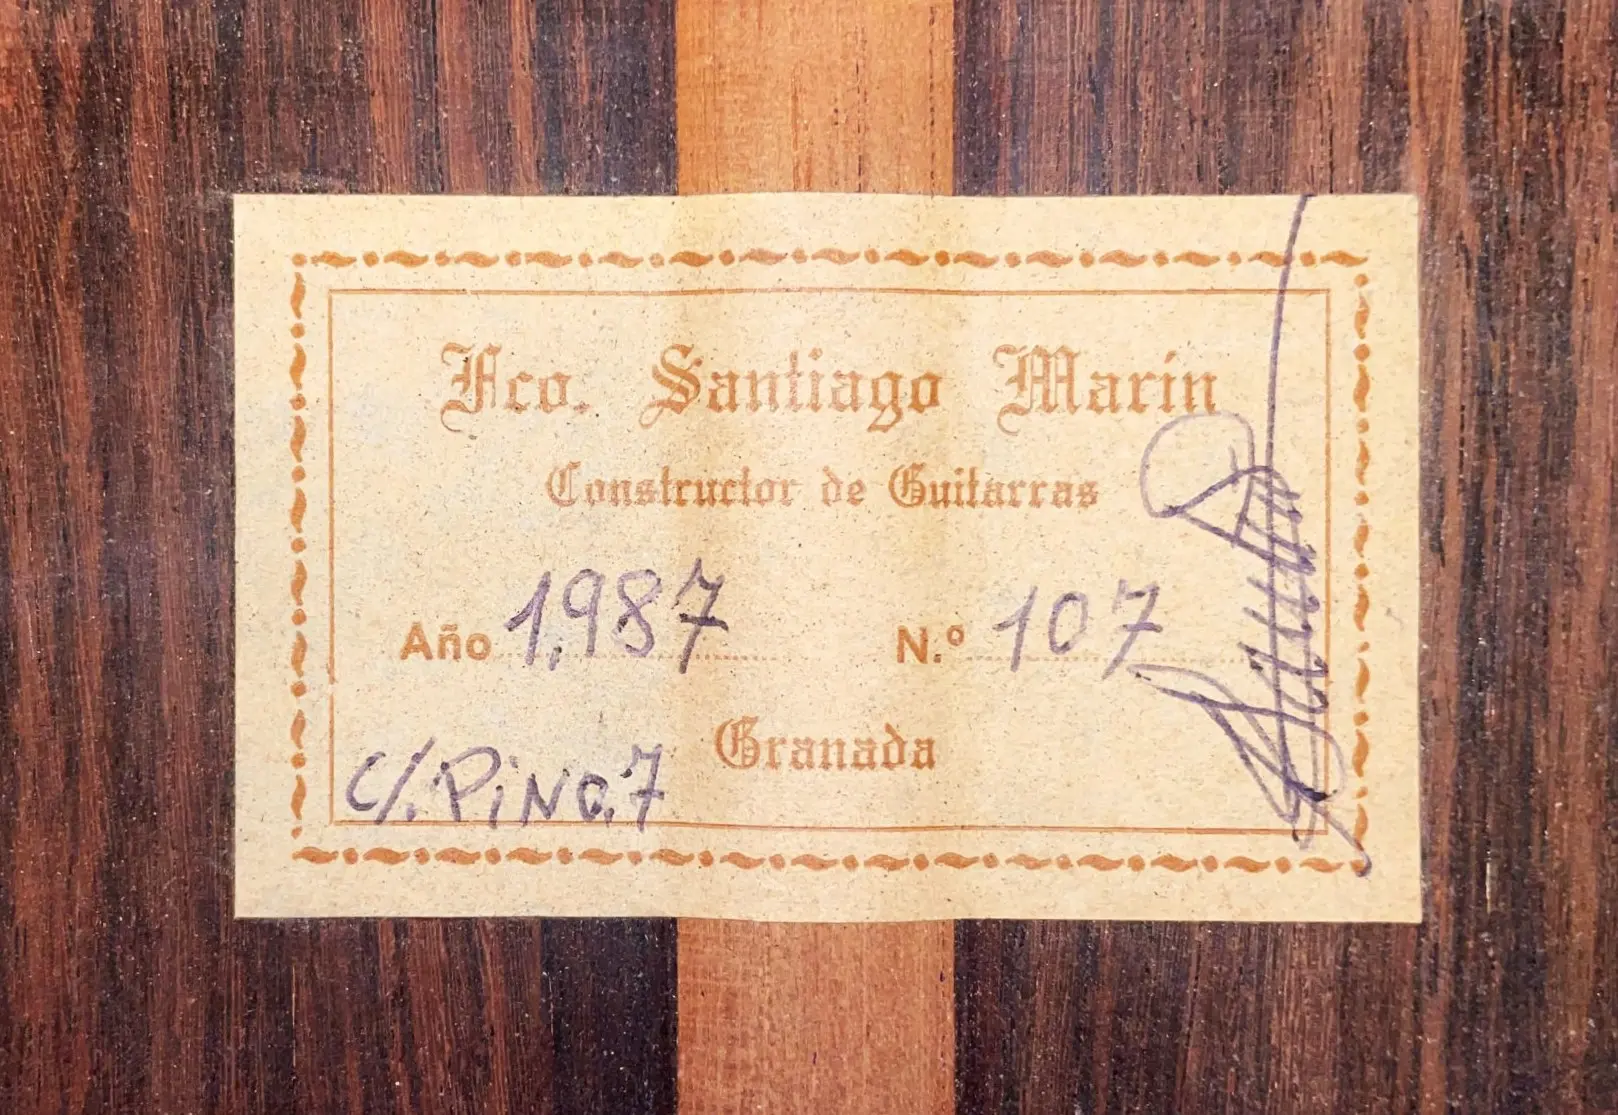 Fco. Santiago Marín
Constructor de Guitarras
Año 1,987 N.º 107
Granada
C/. PiNO.7